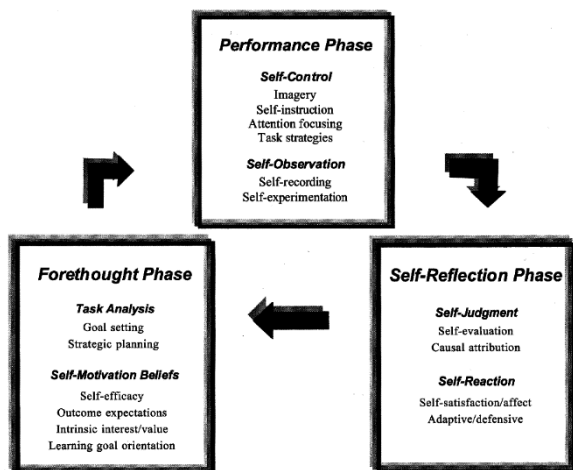 Performance Phase
Self-Control
Imagery
Self-instruction
Attention focusing
Task strategies
Self-Observation
Self-recording
Self-experimentation
Forethought Phase
Task Analysis
Goal setting
Strategic planning
Self-Motivation Beliefs
Self-efficacy
Outcome expectations
Intrinsic interest/value
Learning goal orientation
Self-Reflection Phase
Self-Judgment
Self-evaluation
Causal attribution
Self-Reaction
Self-satisfaction/affect
Adaptive/defensive